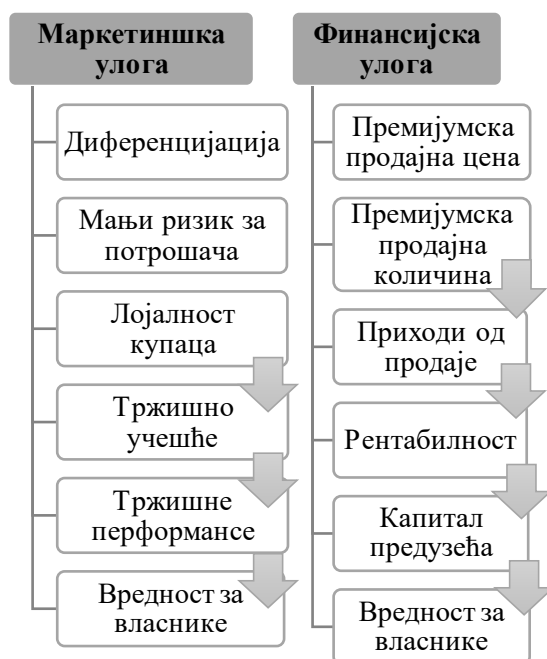 Маркетиншка
улога
Диференцијација
Мањи ризик за
потрошача
Лојалност
купаца
Тржишно
учешће
Тржишне
перформансе
Вредност за
власнике
Финансијска
улога
Премијумска
продајна цена
Премијумска
продајна
количина
Приходи од
продаје
Рентабилност
Капитал
предузећа
Вредност за
власнике